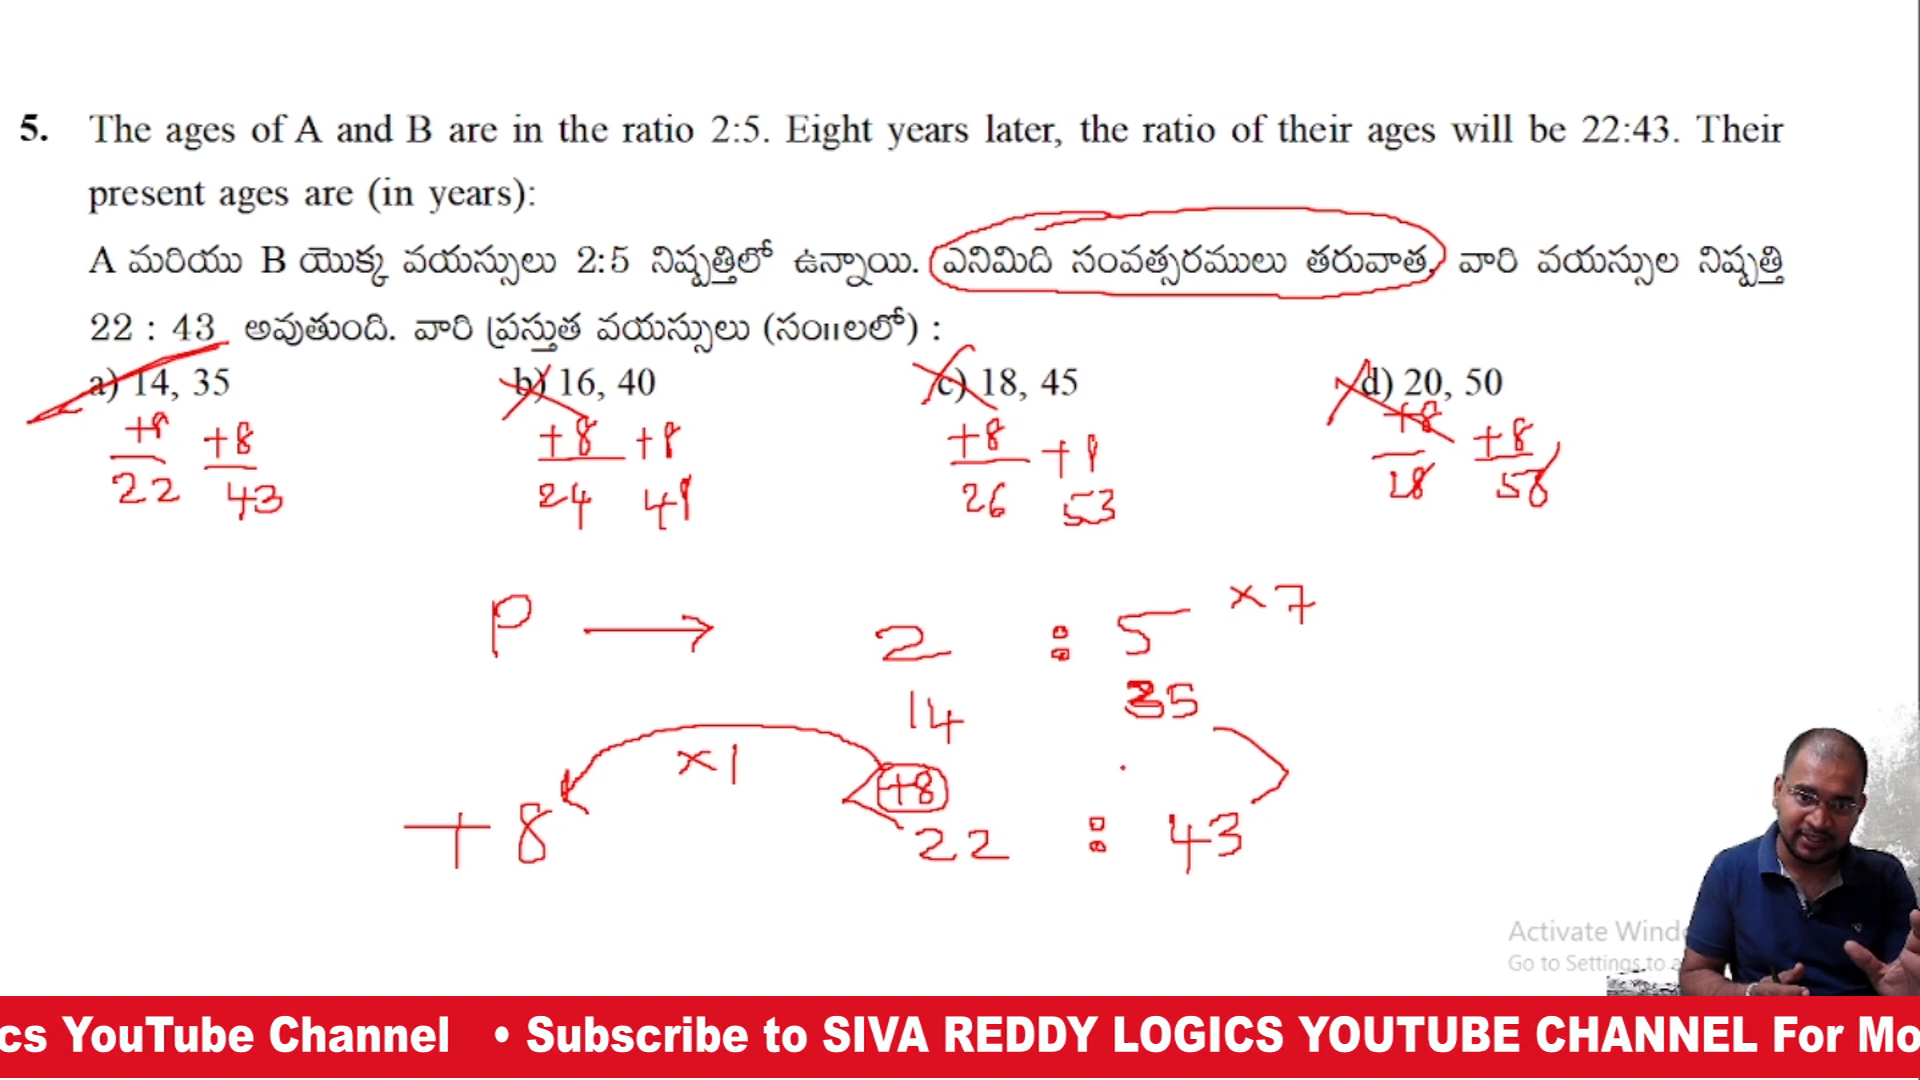 5. The ages of A and B are in the ratio 2:5. Eight years later, the ratio of their ages will be 22:43. Their
present ages are (in years):
A మరియు B యొక్క వయస్సులు 2:5 నిష్పత్తిలో ఉన్నాయి. ఎనిమిది సంవత్సరములు తరువాత, వారి వయస్సుల నిష్పత్తి
22 : 43 అవుతుంది. వారి ప్రస్తుత వయస్సులు (సం॥లలో) :
a) 14, 35 b) 16, 40 c) 18, 45 d) 20, 50
+8 +8 +8 +8 +8 +8 +8
22 43 24 26 53 58
P → 2 : 5 ×7
14 35
×1 +8
+8 22 : 43
Activate Wind
Go to Settings to a
cs YouTube Channel • Subscribe to SIVA REDDY LOGICS YOUTUBE CHANNEL For Mo